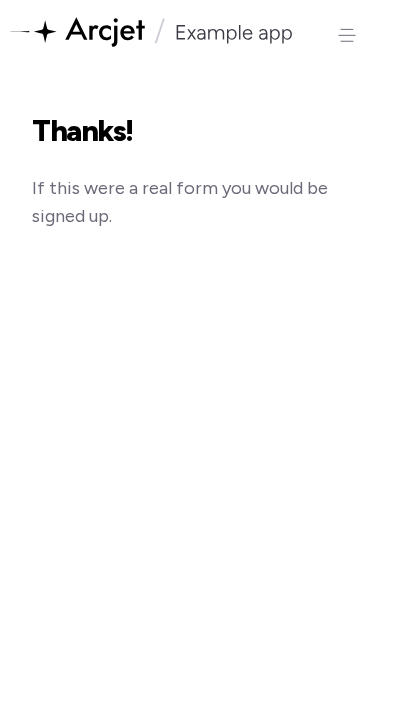 Arcjet / Example app
Thanks!
If this were a real form you would be
signed up.